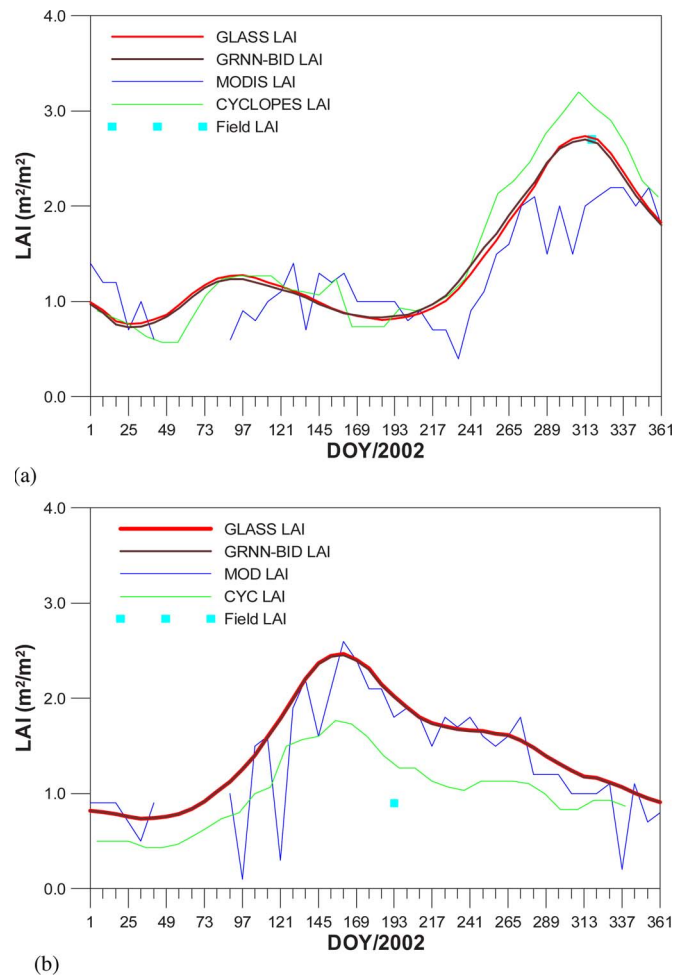 4.0
GLASS LAI
GRNN-BID LAI
MODIS LAI
CYCLOPES LAI
Field LAI
3.0
2.0
1.0
0.0
LAI (m²/m²)
1 25 49 73 97 121 145 169 193 217 241 265 289 313 337 361
DOY/2002
(a)
4.0
GLASS LAI
GRNN-BID LAI
MOD LAI
CYC LAI
Field LAI
3.0
2.0
1.0
0.0
LAI (m²/m²)
1 25 49 73 97 121 145 169 193 217 241 265 289 313 337 361
DOY/2002
(b)